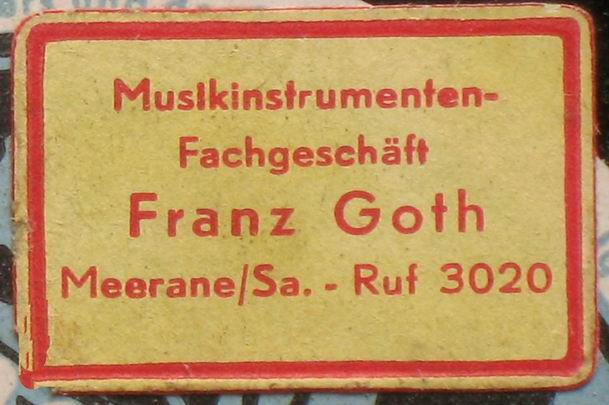 Musikinstrumenten-
Fachgeschäft
Franz Goth
Meerane/Sa. - Ruf 3020